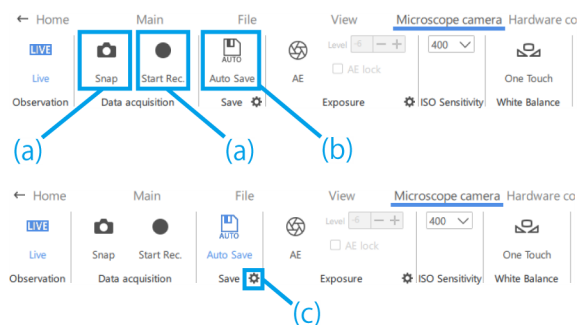 ← Home Main File View Microscope camera Hardware co
LIVE AUTO Level -6 − + 400
AE lock
Live Snap Start Rec. Auto Save AE One Touch
Observation Data acquisition Save Exposure ISO Sensitivity White Balance
(a) (a) (b)
← Home Main File View Microscope camera Hardware co
LIVE AUTO Level -6 − + 400
AE lock
Live Snap Start Rec. Auto Save AE One Touch
Observation Data acquisition Save Exposure ISO Sensitivity White Balance
(c)